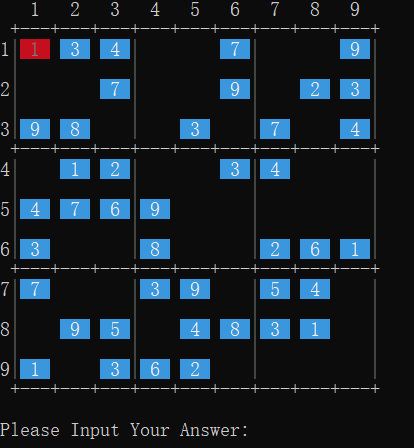 1 2 3 4 5 6 7 8 9
+---+---+---+---+---+---+---+---+---+
1 | 1 3 4 | 7 | 9 |
2 | 7 | 9 | 2 3 |
3 | 9 8 | 3 | 7 4 |
+---+---+---+---+---+---+---+---+---+
4 | 1 2 | 3 | 4 |
5 | 4 7 6 | 9 | |
6 | 3 | 8 | 2 6 1 |
+---+---+---+---+---+---+---+---+---+
7 | 7 | 3 9 | 5 4 |
8 | 9 5 | 4 8 | 3 1 |
9 | 1 3 | 6 2 | |
+---+---+---+---+---+---+---+---+---+
Please Input Your Answer: